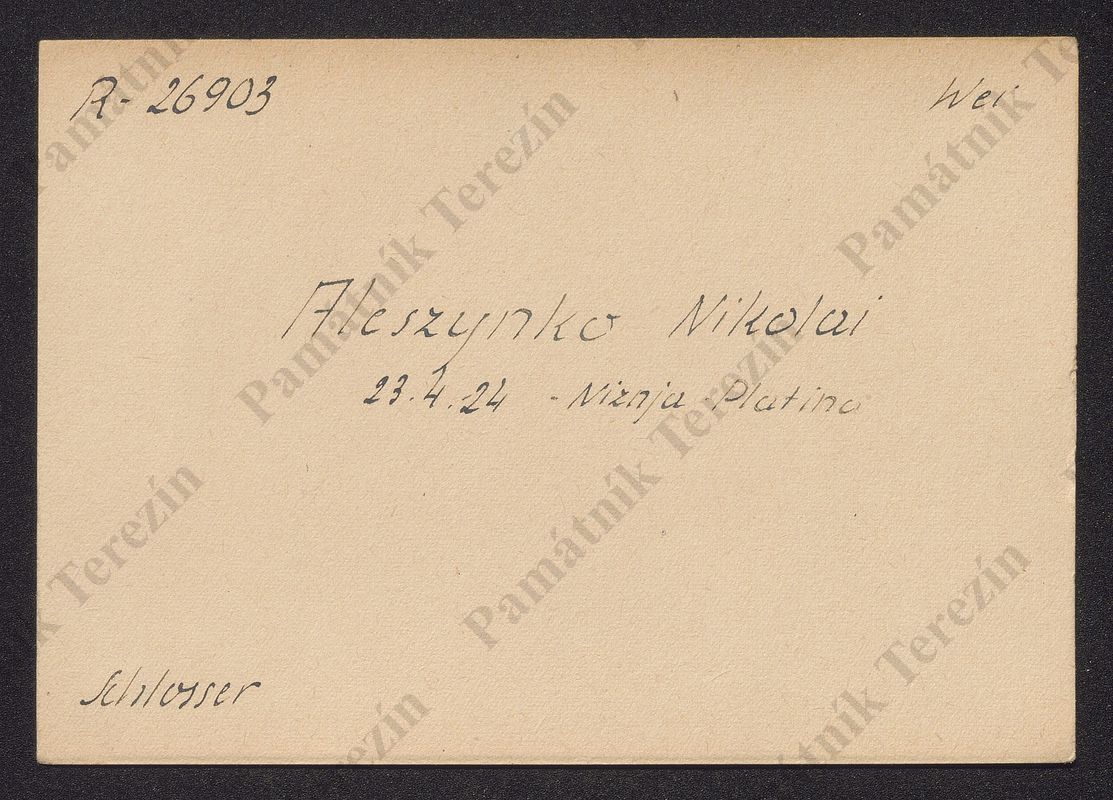 R- 26903
Wei
Aleszynko Nikolai
23.4.24 - Niznja Platina
Schlosser
Památník Terezín